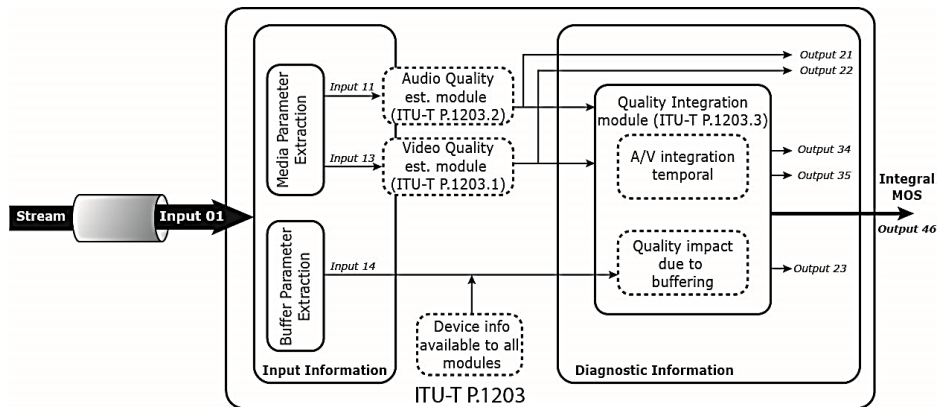 Stream
Input 01
Media Parameter
Extraction
Buffer Parameter
Extraction
Input Information
Input 11
Input 13
Input 14
Audio Quality
est. module
(ITU-T P.1203.2)
Video Quality
est. module
(ITU-T P.1203.1)
Device info
available to all
modules
Quality Integration
module (ITU-T P.1203.3)
A/V integration
temporal
Quality impact
due to
buffering
Diagnostic Information
Output 21
Output 22
Output 34
Output 35
Output 23
Integral
MOS
Output 46
ITU-T P.1203